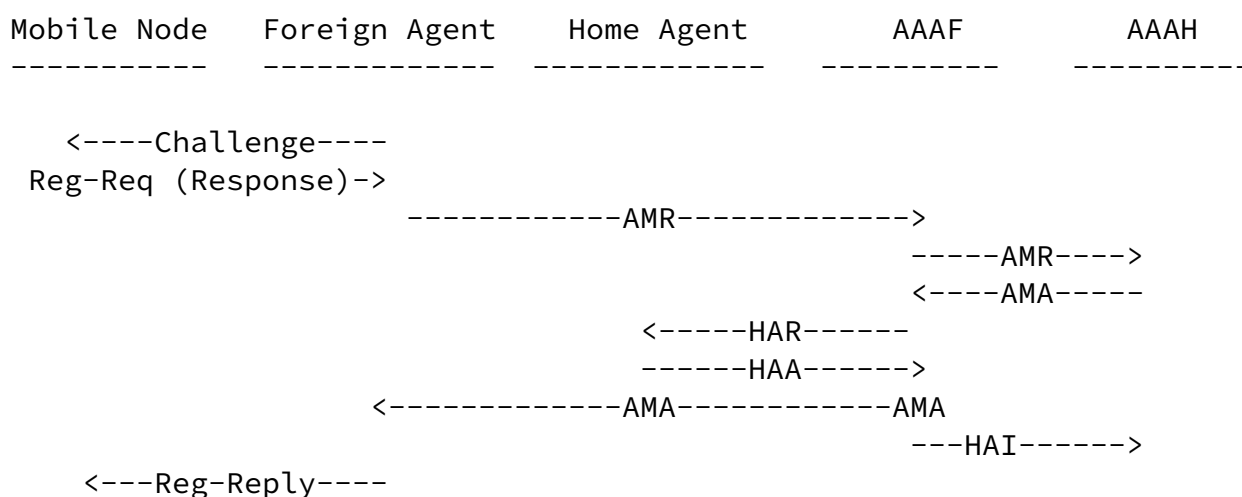 Mobile Node   Foreign Agent     Home Agent          AAAF           AAAH
-----------   -------------  -------------    ----------     ----------
   <----Challenge----
 Reg-Req (Response)->
                        ------------AMR------------->
                                                      -----AMR---->
                                                      <----AMA-----
                                      <-----HAR------
                                      ------HAA------>
                      <-------------AMA------------AMA
                                                      ---HAI------>
    <---Reg-Reply----